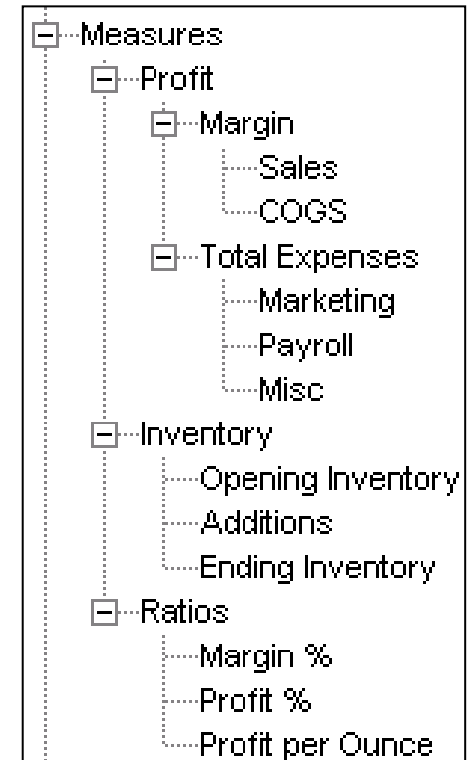 Measures
Profit
Margin
Sales
COGS
Total Expenses
Marketing
Payroll
Misc
Inventory
Opening Inventory
Additions
Ending Inventory
Ratios
Margin %
Profit %
Profit per Ounce